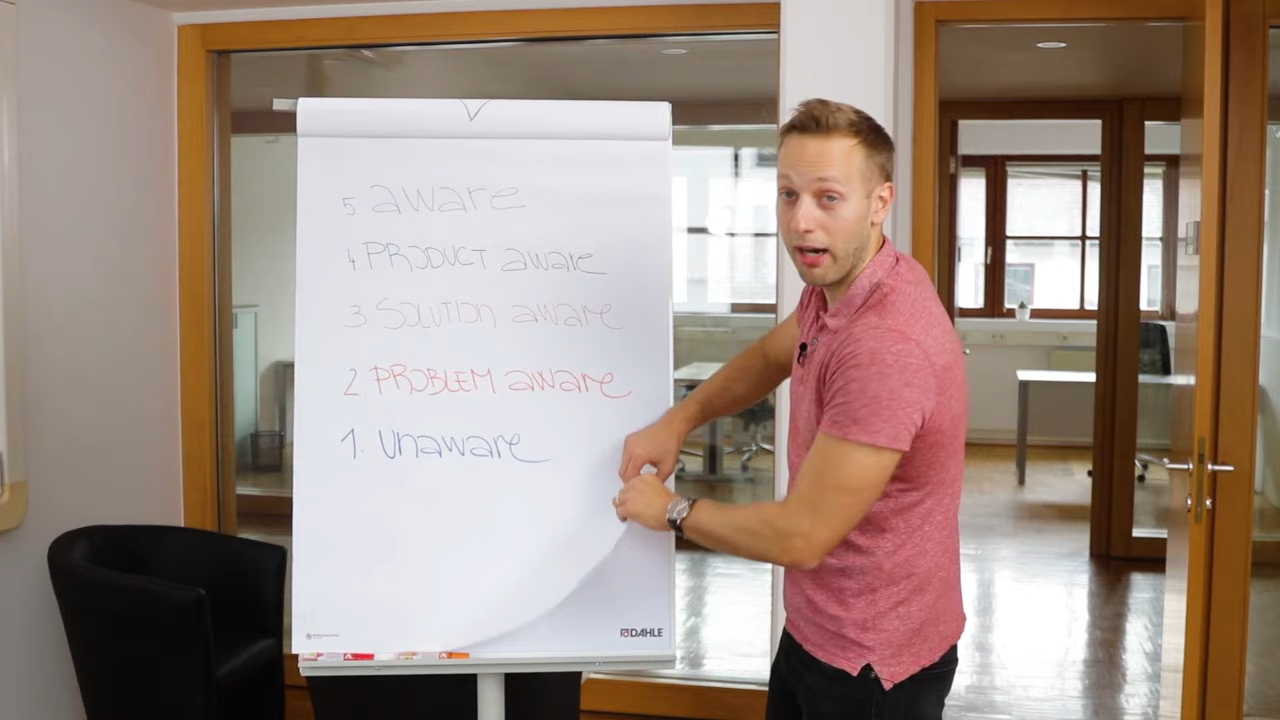 5 aware
4 PRODUCT aware
3 SOLUTION aware
2. PROBLEM aware
1. unaware
DAHLE